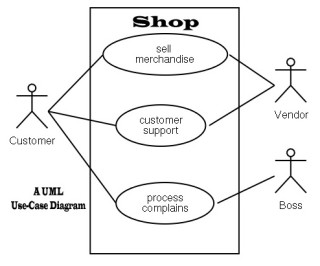 Shop
sell
merchandise
customer
support
process
complains
Customer
Vendor
Boss
A UML
Use-Case Diagram